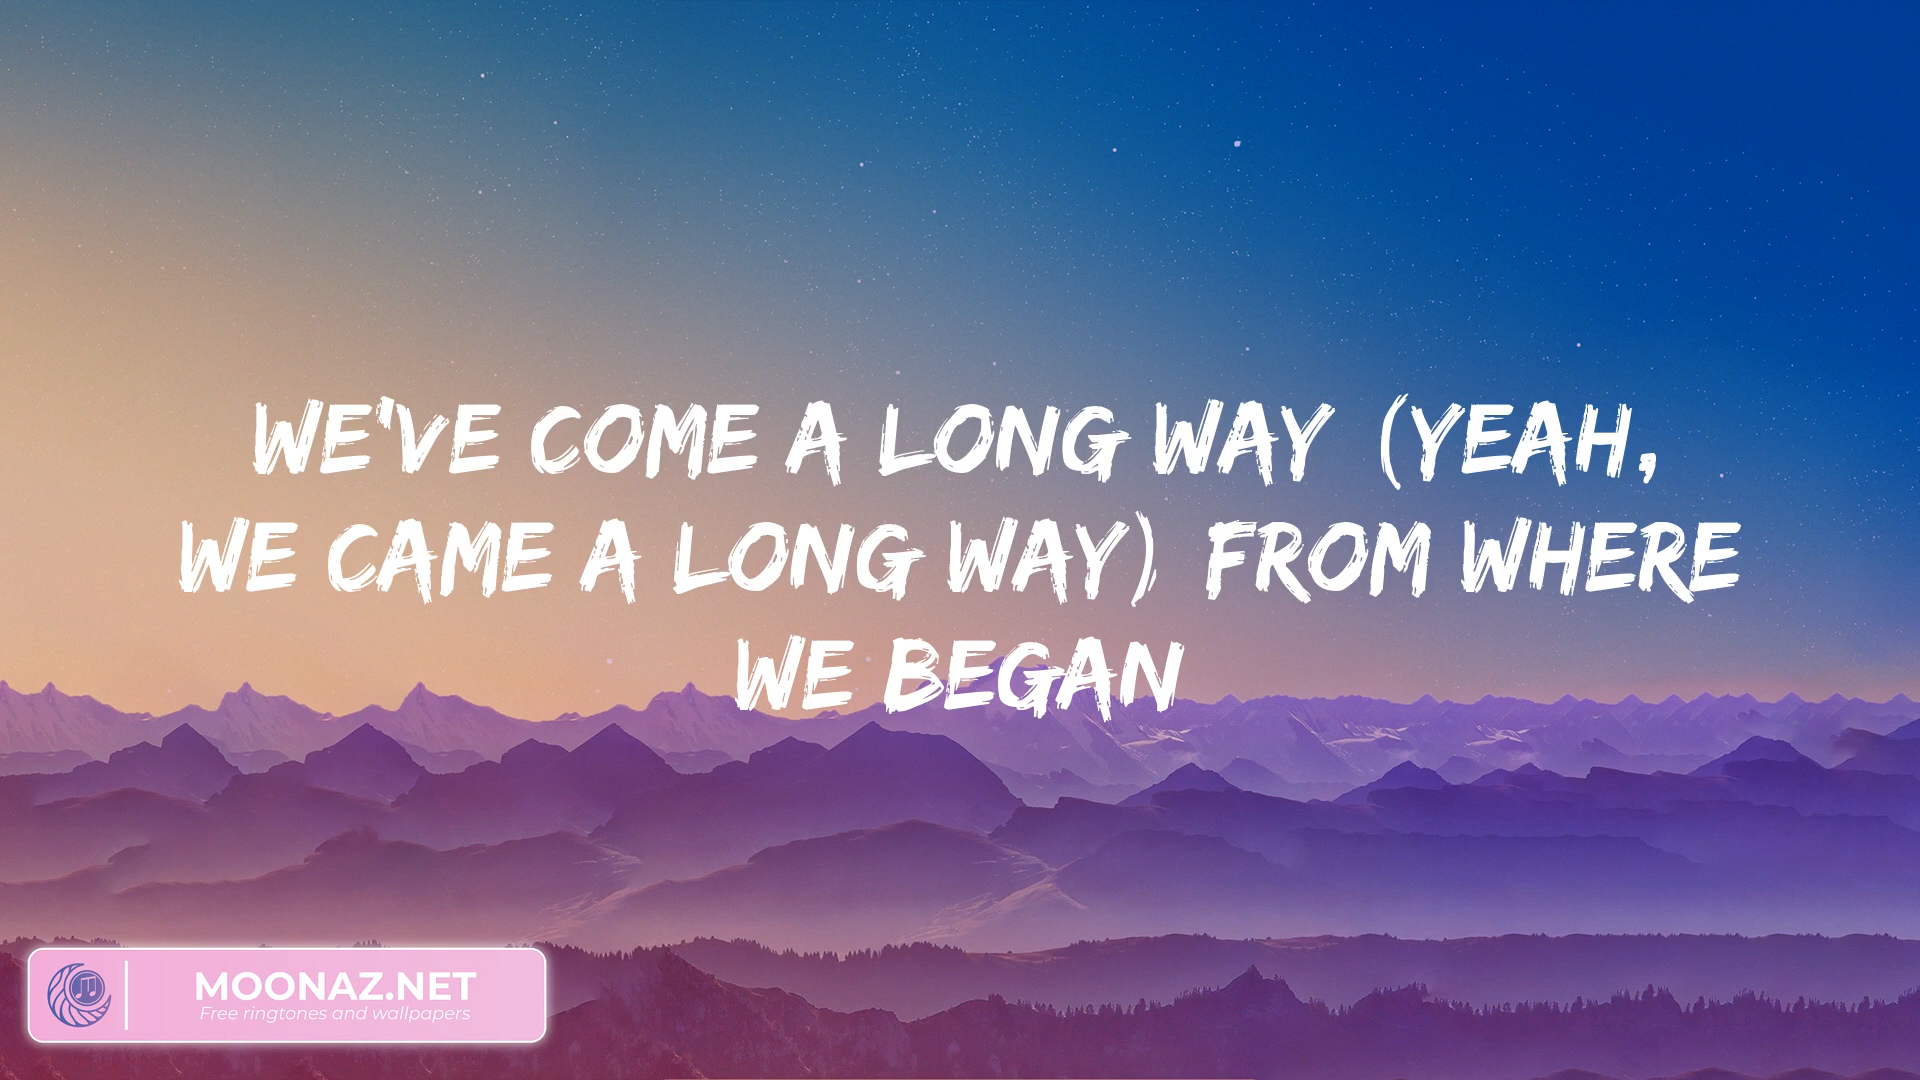 WE'VE COME A LONG WAY (YEAH,
WE CAME A LONG WAY) FROM WHERE
WE BEGAN
MOONAZ.NET
Free ringtones and wallpapers